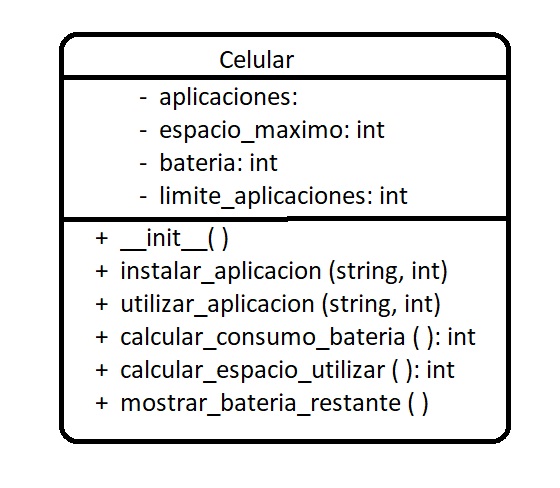 Celular
- aplicaciones:
- espacio_maximo: int
- bateria: int
- limite_aplicaciones: int
+ __init__( )
+ instalar_aplicacion (string, int)
+ utilizar_aplicacion (string, int)
+ calcular_consumo_bateria ( ): int
+ calcular_espacio_utilizar ( ): int
+ mostrar_bateria_restante ( )